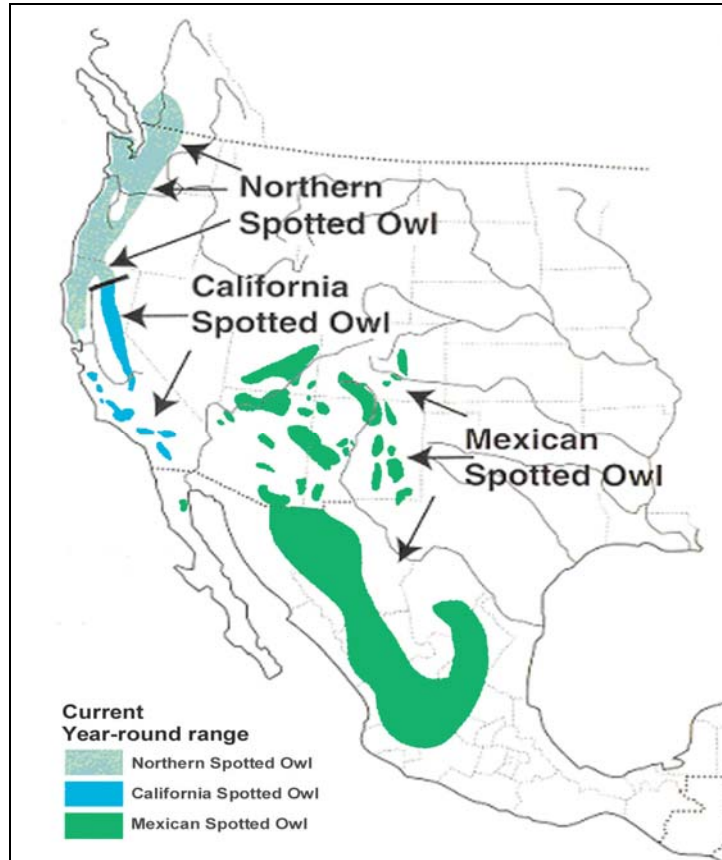 Northern
Spotted Owl
California
Spotted Owl
Mexican
Spotted Owl
Current
Year-round range
Northern Spotted Owl
California Spotted Owl
Mexican Spotted Owl